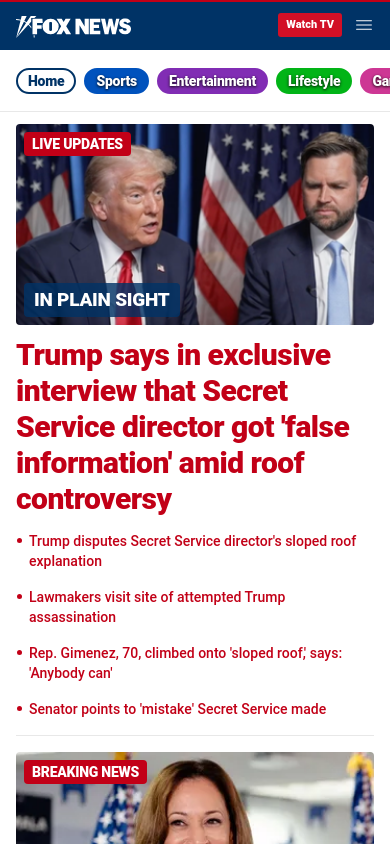 FOX NEWS
Watch TV
Home
Sports
Entertainment
Lifestyle
LIVE UPDATES
IN PLAIN SIGHT
Trump says in exclusive
interview that Secret
Service director got 'false
information' amid roof
controversy
• Trump disputes Secret Service director's sloped roof
explanation
• Lawmakers visit site of attempted Trump
assassination
• Rep. Gimenez, 70, climbed onto 'sloped roof,' says:
'Anybody can'
• Senator points to 'mistake' Secret Service made
BREAKING NEWS